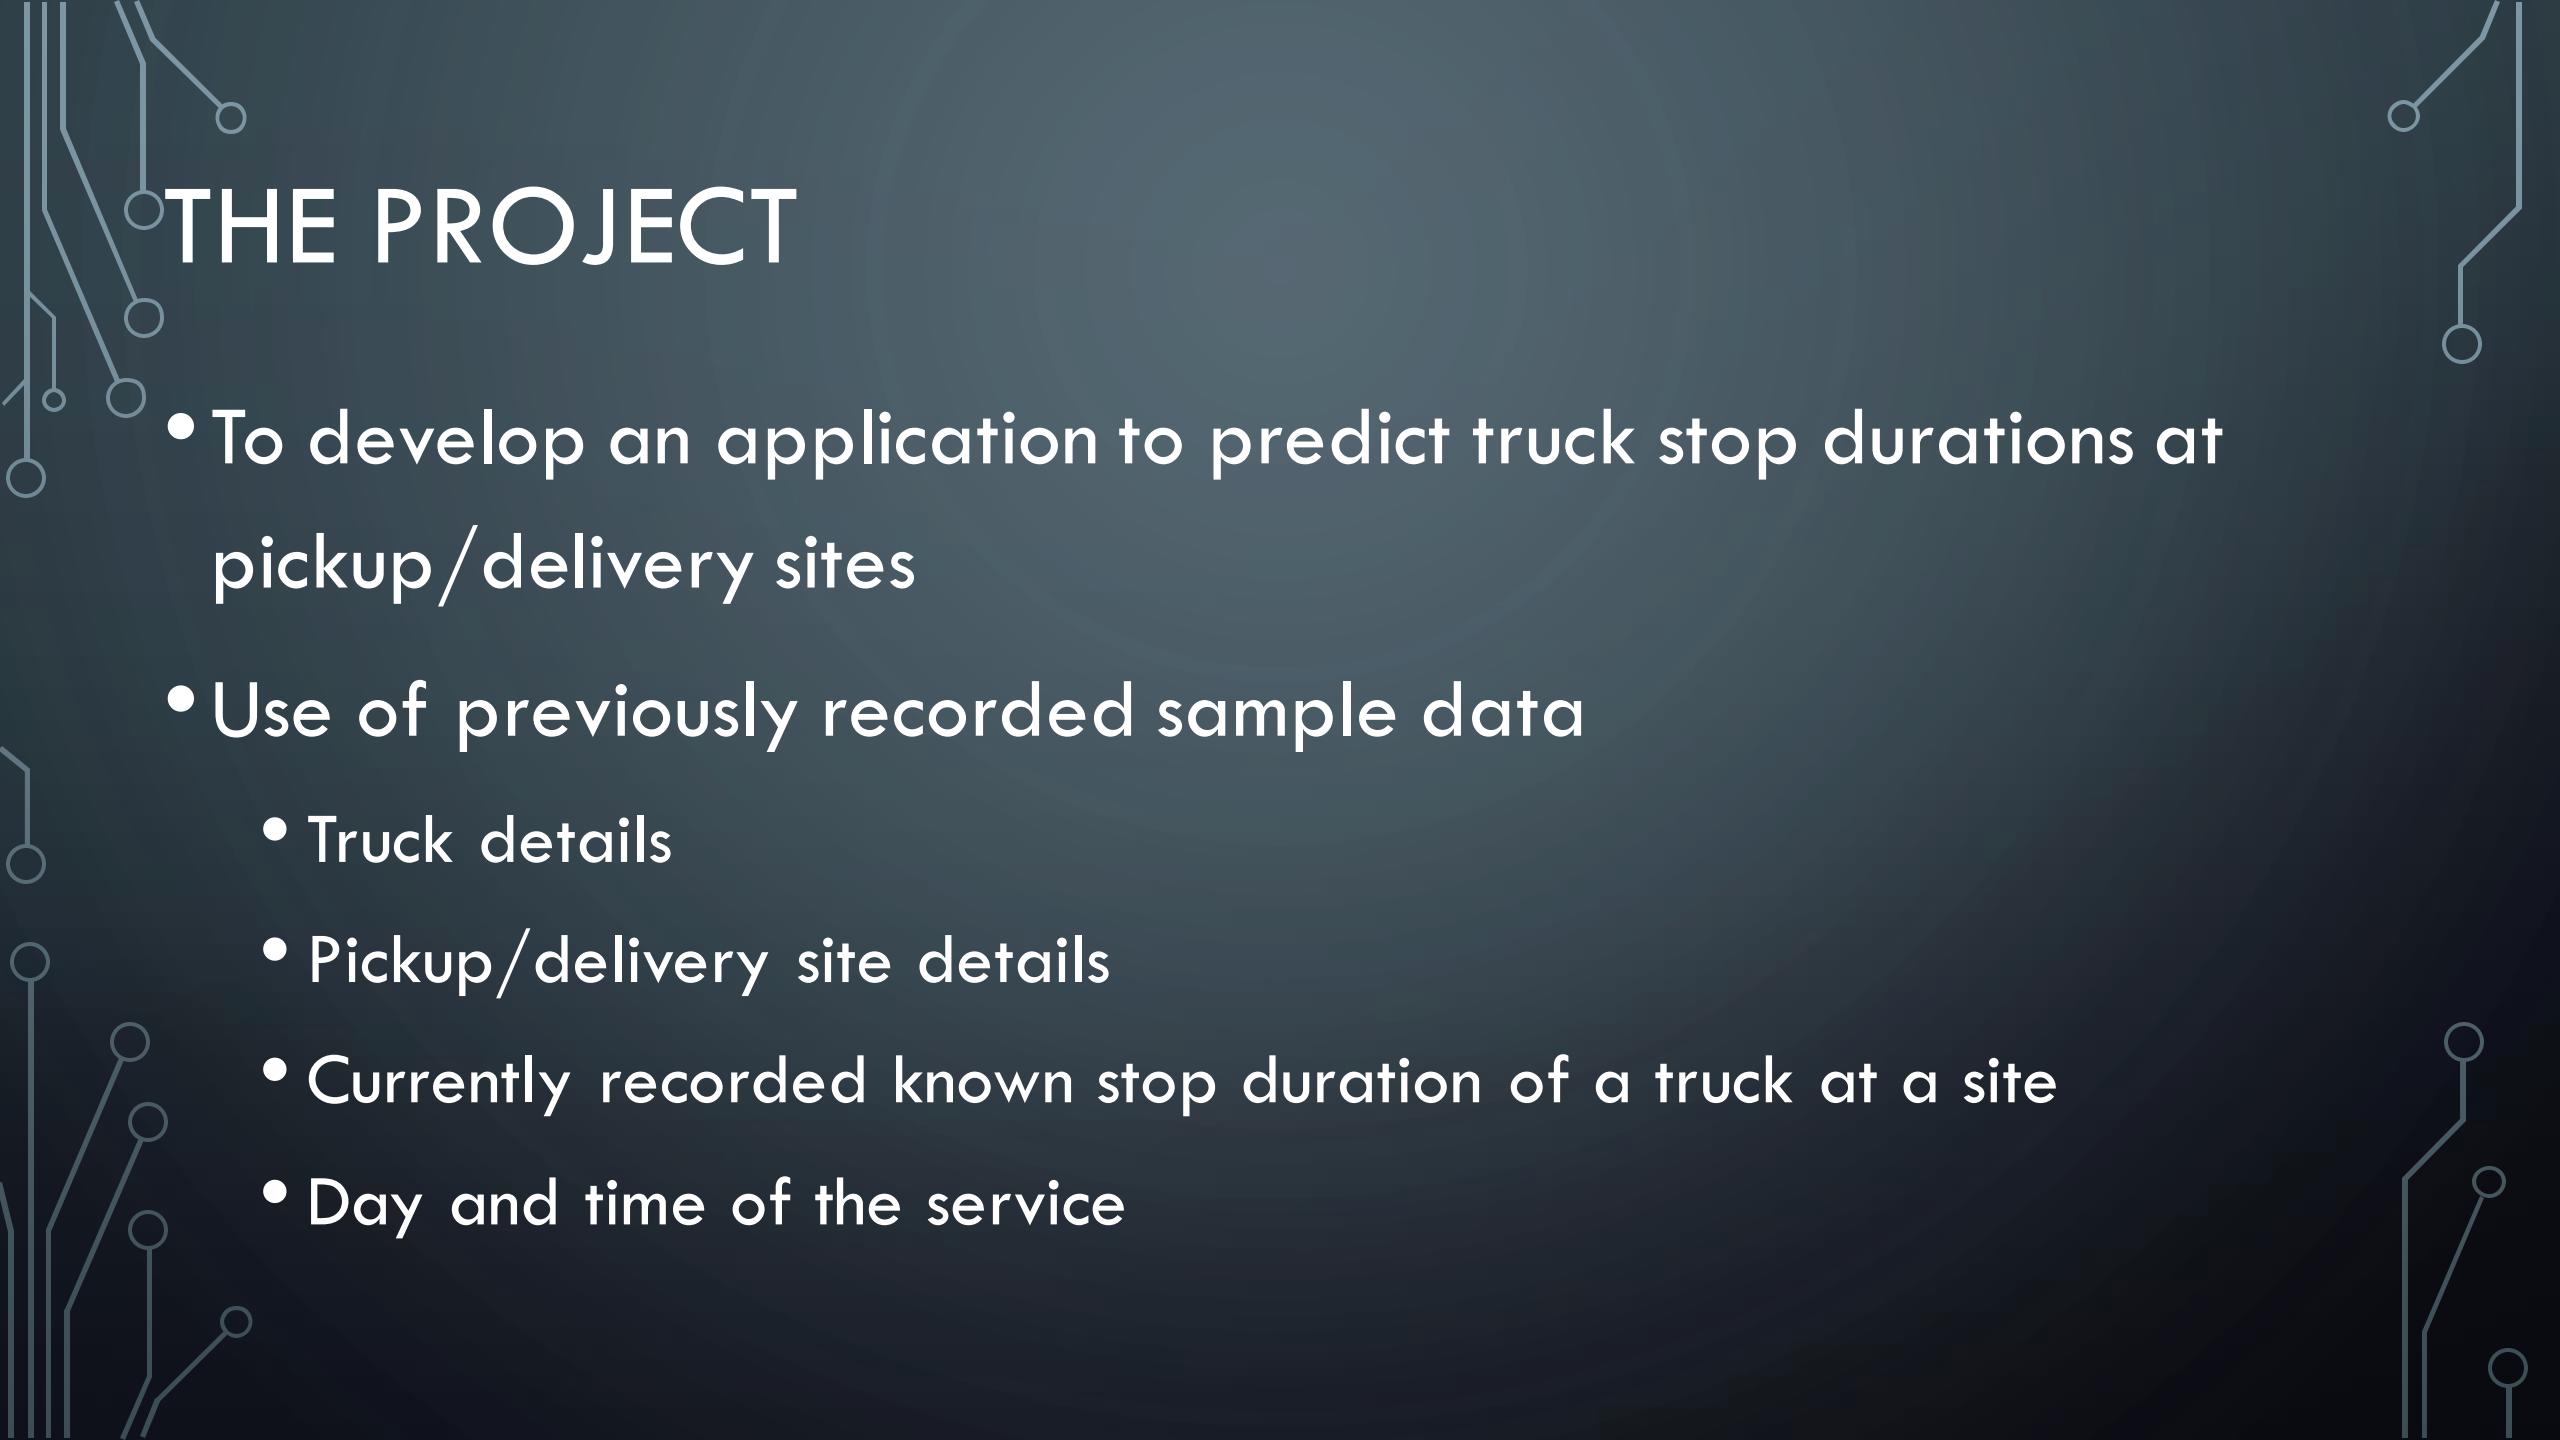 THE PROJECT
• To develop an application to predict truck stop durations at
pickup/delivery sites
• Use of previously recorded sample data
• Truck details
• Pickup/delivery site details
• Currently recorded known stop duration of a truck at a site
• Day and time of the service